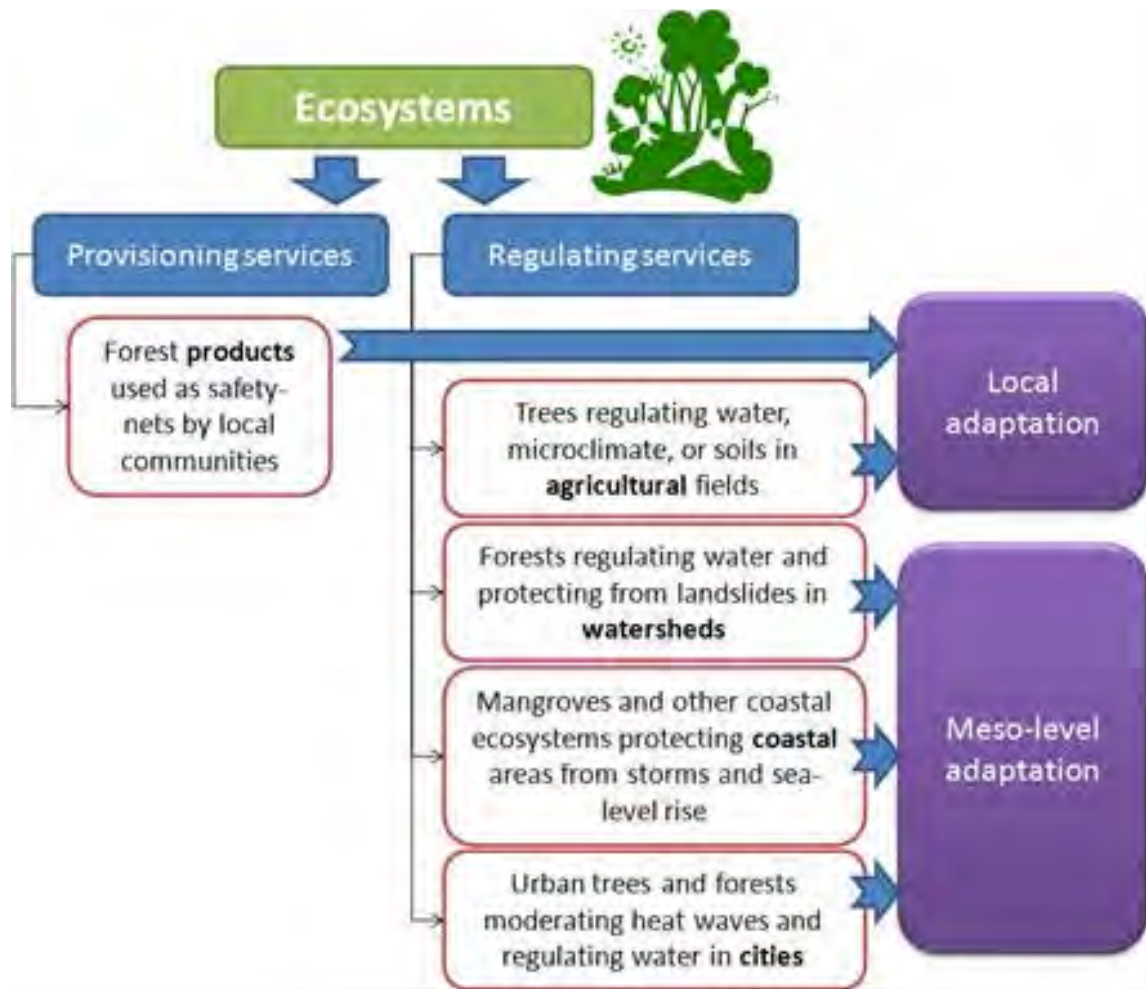 Ecosystems
Provisioning services
Regulating services
Forest products
used as safety-
nets by local
communities
Trees regulating water,
microclimate, or soils in
agricultural fields
Forests regulating water and
protecting from landslides in
watersheds
Mangroves and other coastal
ecosystems protecting coastal
areas from storms and sea-
level rise
Urban trees and forests
moderating heat waves and
regulating water in cities
Local
adaptation
Meso-level
adaptation